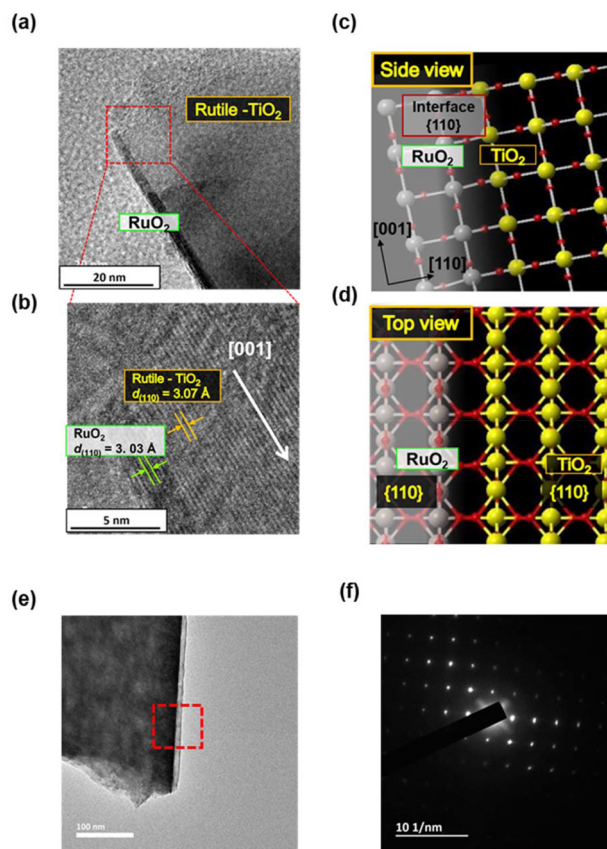 (a)
Rutile -TiO2
RuO2
20 nm
(b)
[001]
Rutile - TiO2
d(110) = 3.07 Å
RuO2
d(110) = 3. 03 Å
5 nm
(c)
Side view
Interface
{110}
RuO2
TiO2
[001]
[110]
(d)
Top view
RuO2
TiO2
{110}
{110}
(e)
100 nm
(f)
10 1/nm